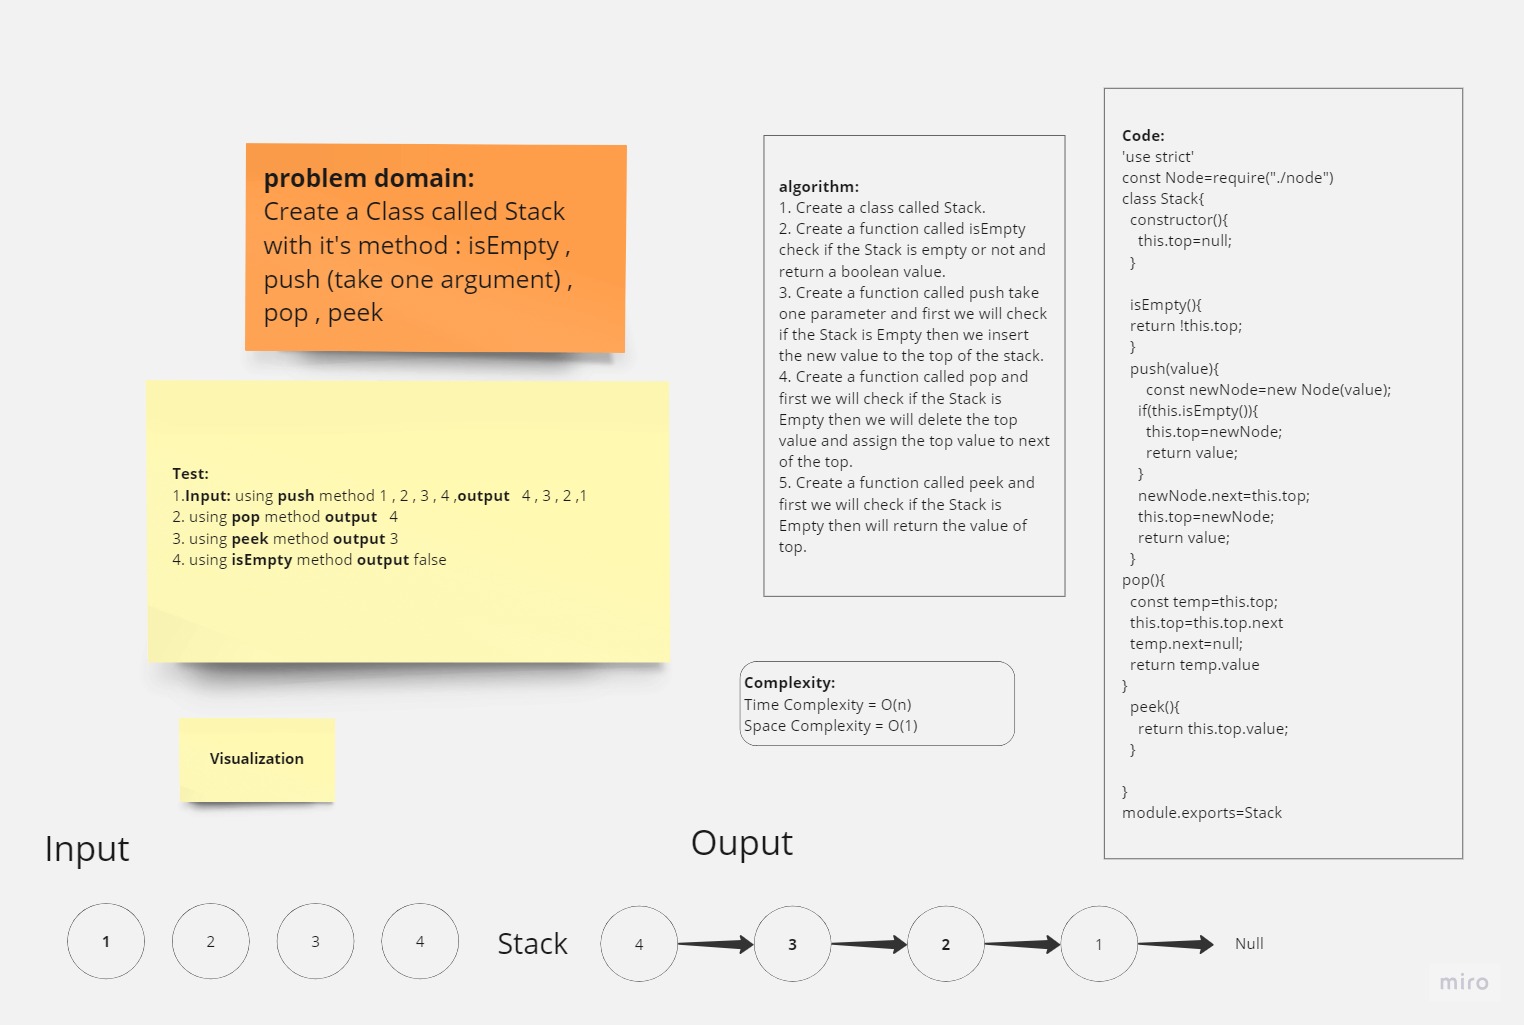 problem domain:
Create a Class called Stack
with it's method : isEmpty ,
push (take one argument) ,
pop , peek
Test:
1.Input: using push method 1 , 2 , 3 , 4 ,output   4 , 3 , 2 ,1
2. using pop method output   4
3. using peek method output 3
4. using isEmpty method output false
Visualization
algorithm:
1. Create a class called Stack.
2. Create a function called isEmpty
check if the Stack is empty or not and
return a boolean value.
3. Create a function called push take
one parameter and first we will check
if the Stack is Empty then we insert
the new value to the top of the stack.
4. Create a function called pop and
first we will check if the Stack is
Empty then we will delete the top
value and assign the top value to next
of the top.
5. Create a function called peek and
first we will check if the Stack is
Empty then will return the value of
top.
Complexity:
Time Complexity = O(n)
Space Complexity = O(1)
Code:
'use strict'
const Node=require("./node")
class Stack{
constructor(){
this.top=null;
}
isEmpty(){
return !this.top;
}
push(value){
const newNode=new Node(value);
if(this.isEmpty()){
this.top=newNode;
return value;
}
newNode.next=this.top;
this.top=newNode;
return value;
}
pop(){
const temp=this.top;
this.top=this.top.next
temp.next=null;
return temp.value
}
peek(){
return this.top.value;
}
}
module.exports=Stack
Input
1 2 3 4
Ouput
Stack 4 3 2 1 Null
miro